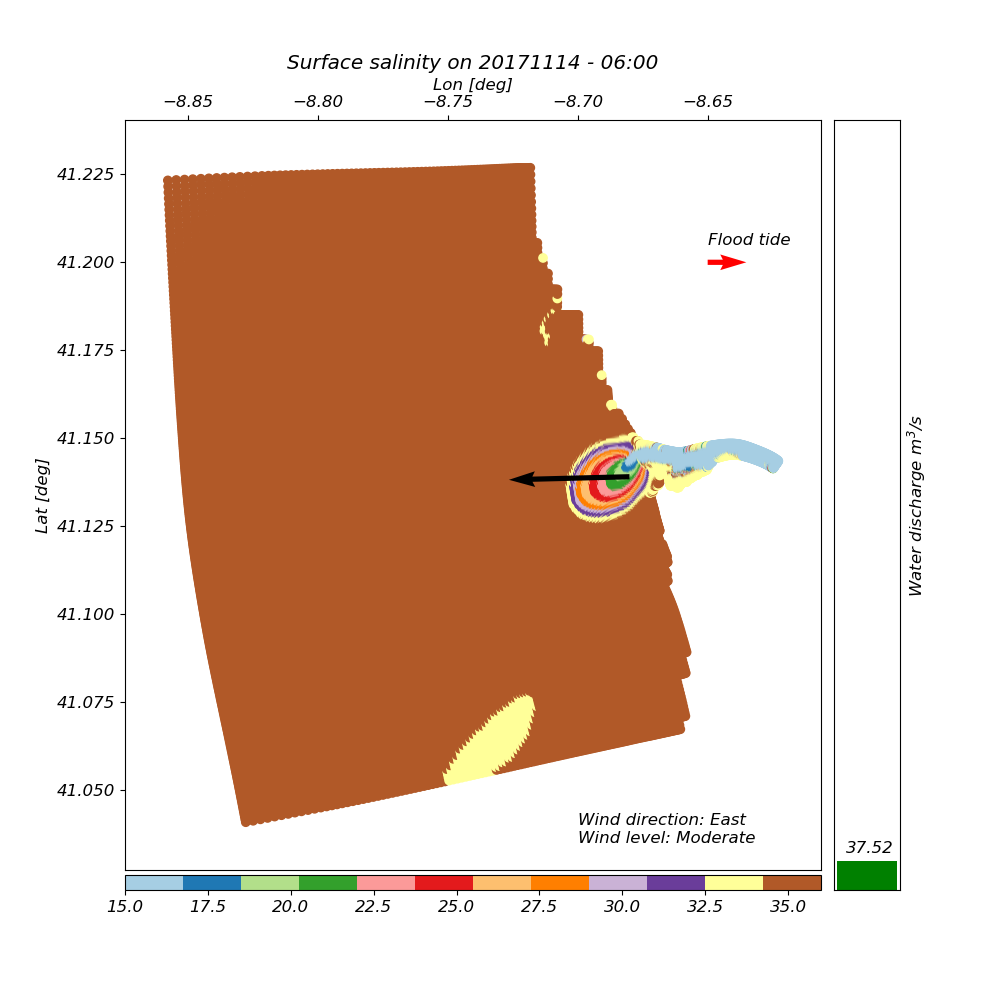 Surface salinity on 20171114 - 06:00
Lon [deg]
−8.85 −8.80 −8.75 −8.70 −8.65
41.225
41.200
41.175
41.150
41.125
41.100
41.075
41.050
Lat [deg]
Flood tide
Wind direction: East
Wind level: Moderate
15.0 17.5 20.0 22.5 25.0 27.5 30.0 32.5 35.0
37.52
Water discharge m³/s